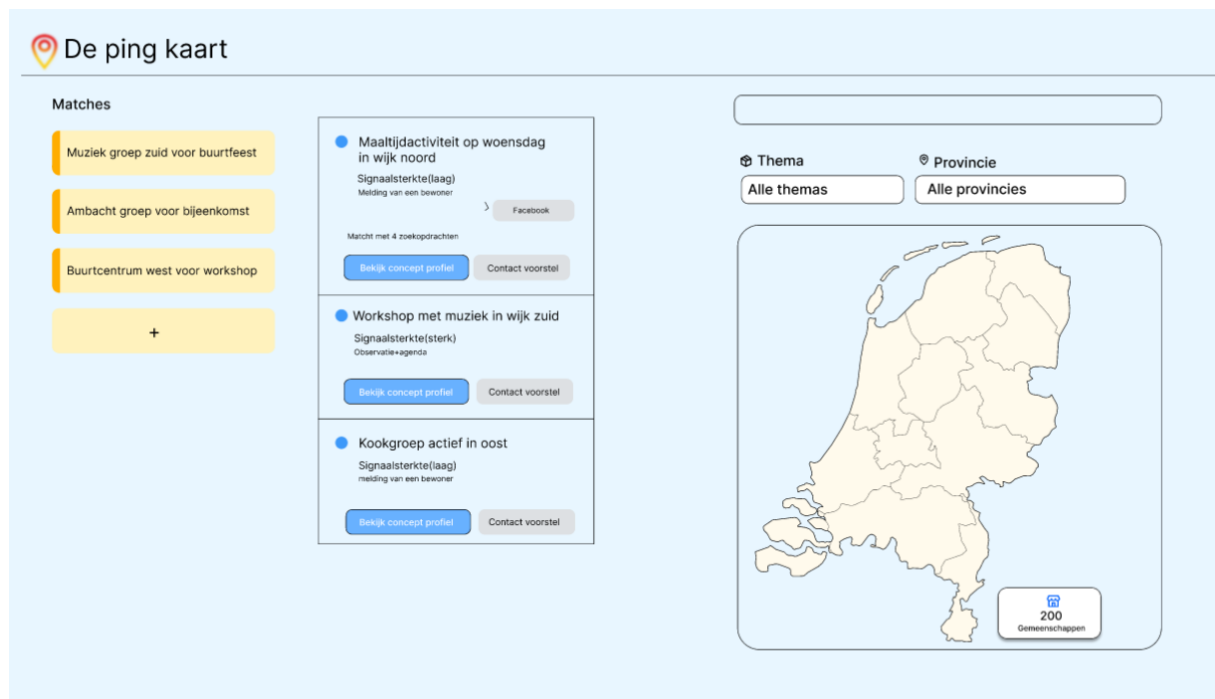 De ping kaart
Matches
Muziek groep zuid voor buurtfeest
Ambacht groep voor bijeenkomst
Buurtcentrum west voor workshop
+
Maaltijdactiviteit op woensdag
in wijk noord
Signaalsterkte(laag)
Melding van een bewoner
Facebook
Matcht met 4 zoekopdrachten
Bekijk concept profiel
Contact voorstel
Workshop met muziek in wijk zuid
Signaalsterkte(sterk)
Observatie+agenda
Bekijk concept profiel
Contact voorstel
Kookgroep actief in oost
Signaalsterkte(laag)
melding van een bewoner
Bekijk concept profiel
Contact voorstel
Thema
Provincie
Alle themas
Alle provincies
200
Gemeenschappen